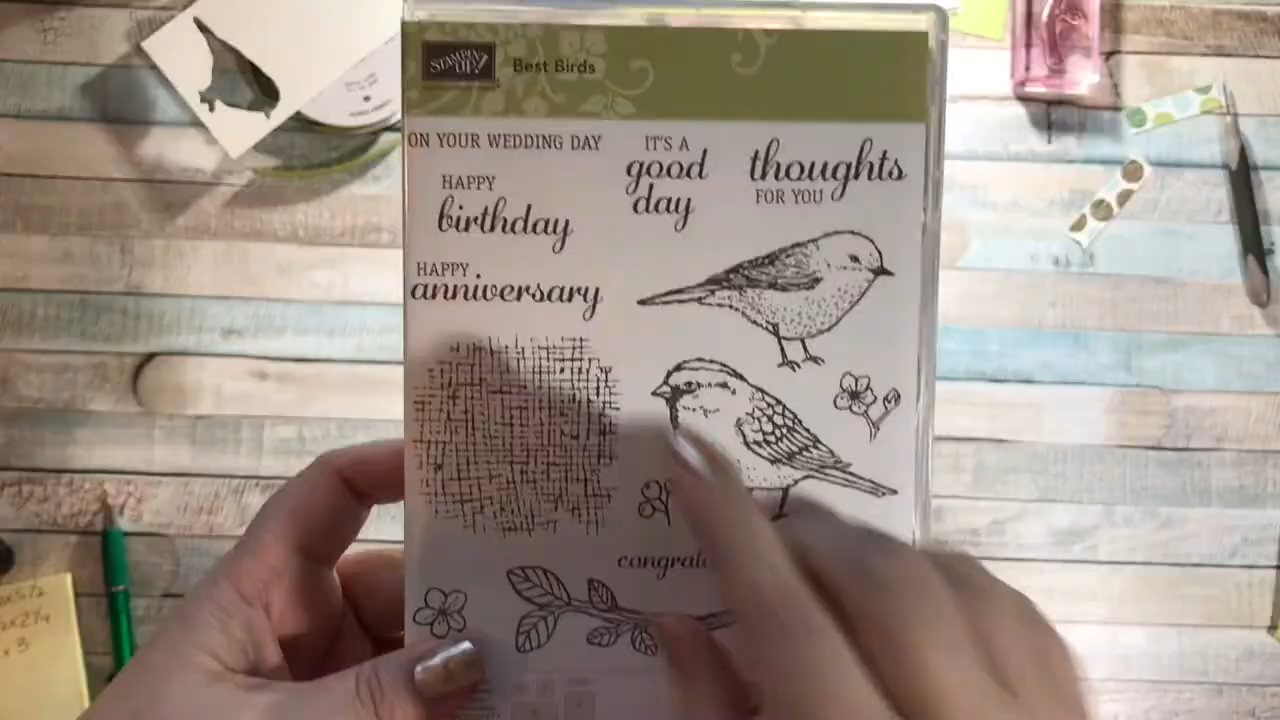 STAMPIN' UP!
Best Birds
ON YOUR WEDDING DAY
IT'S A
good
day
thoughts
FOR YOU
HAPPY
birthday
HAPPY
anniversary